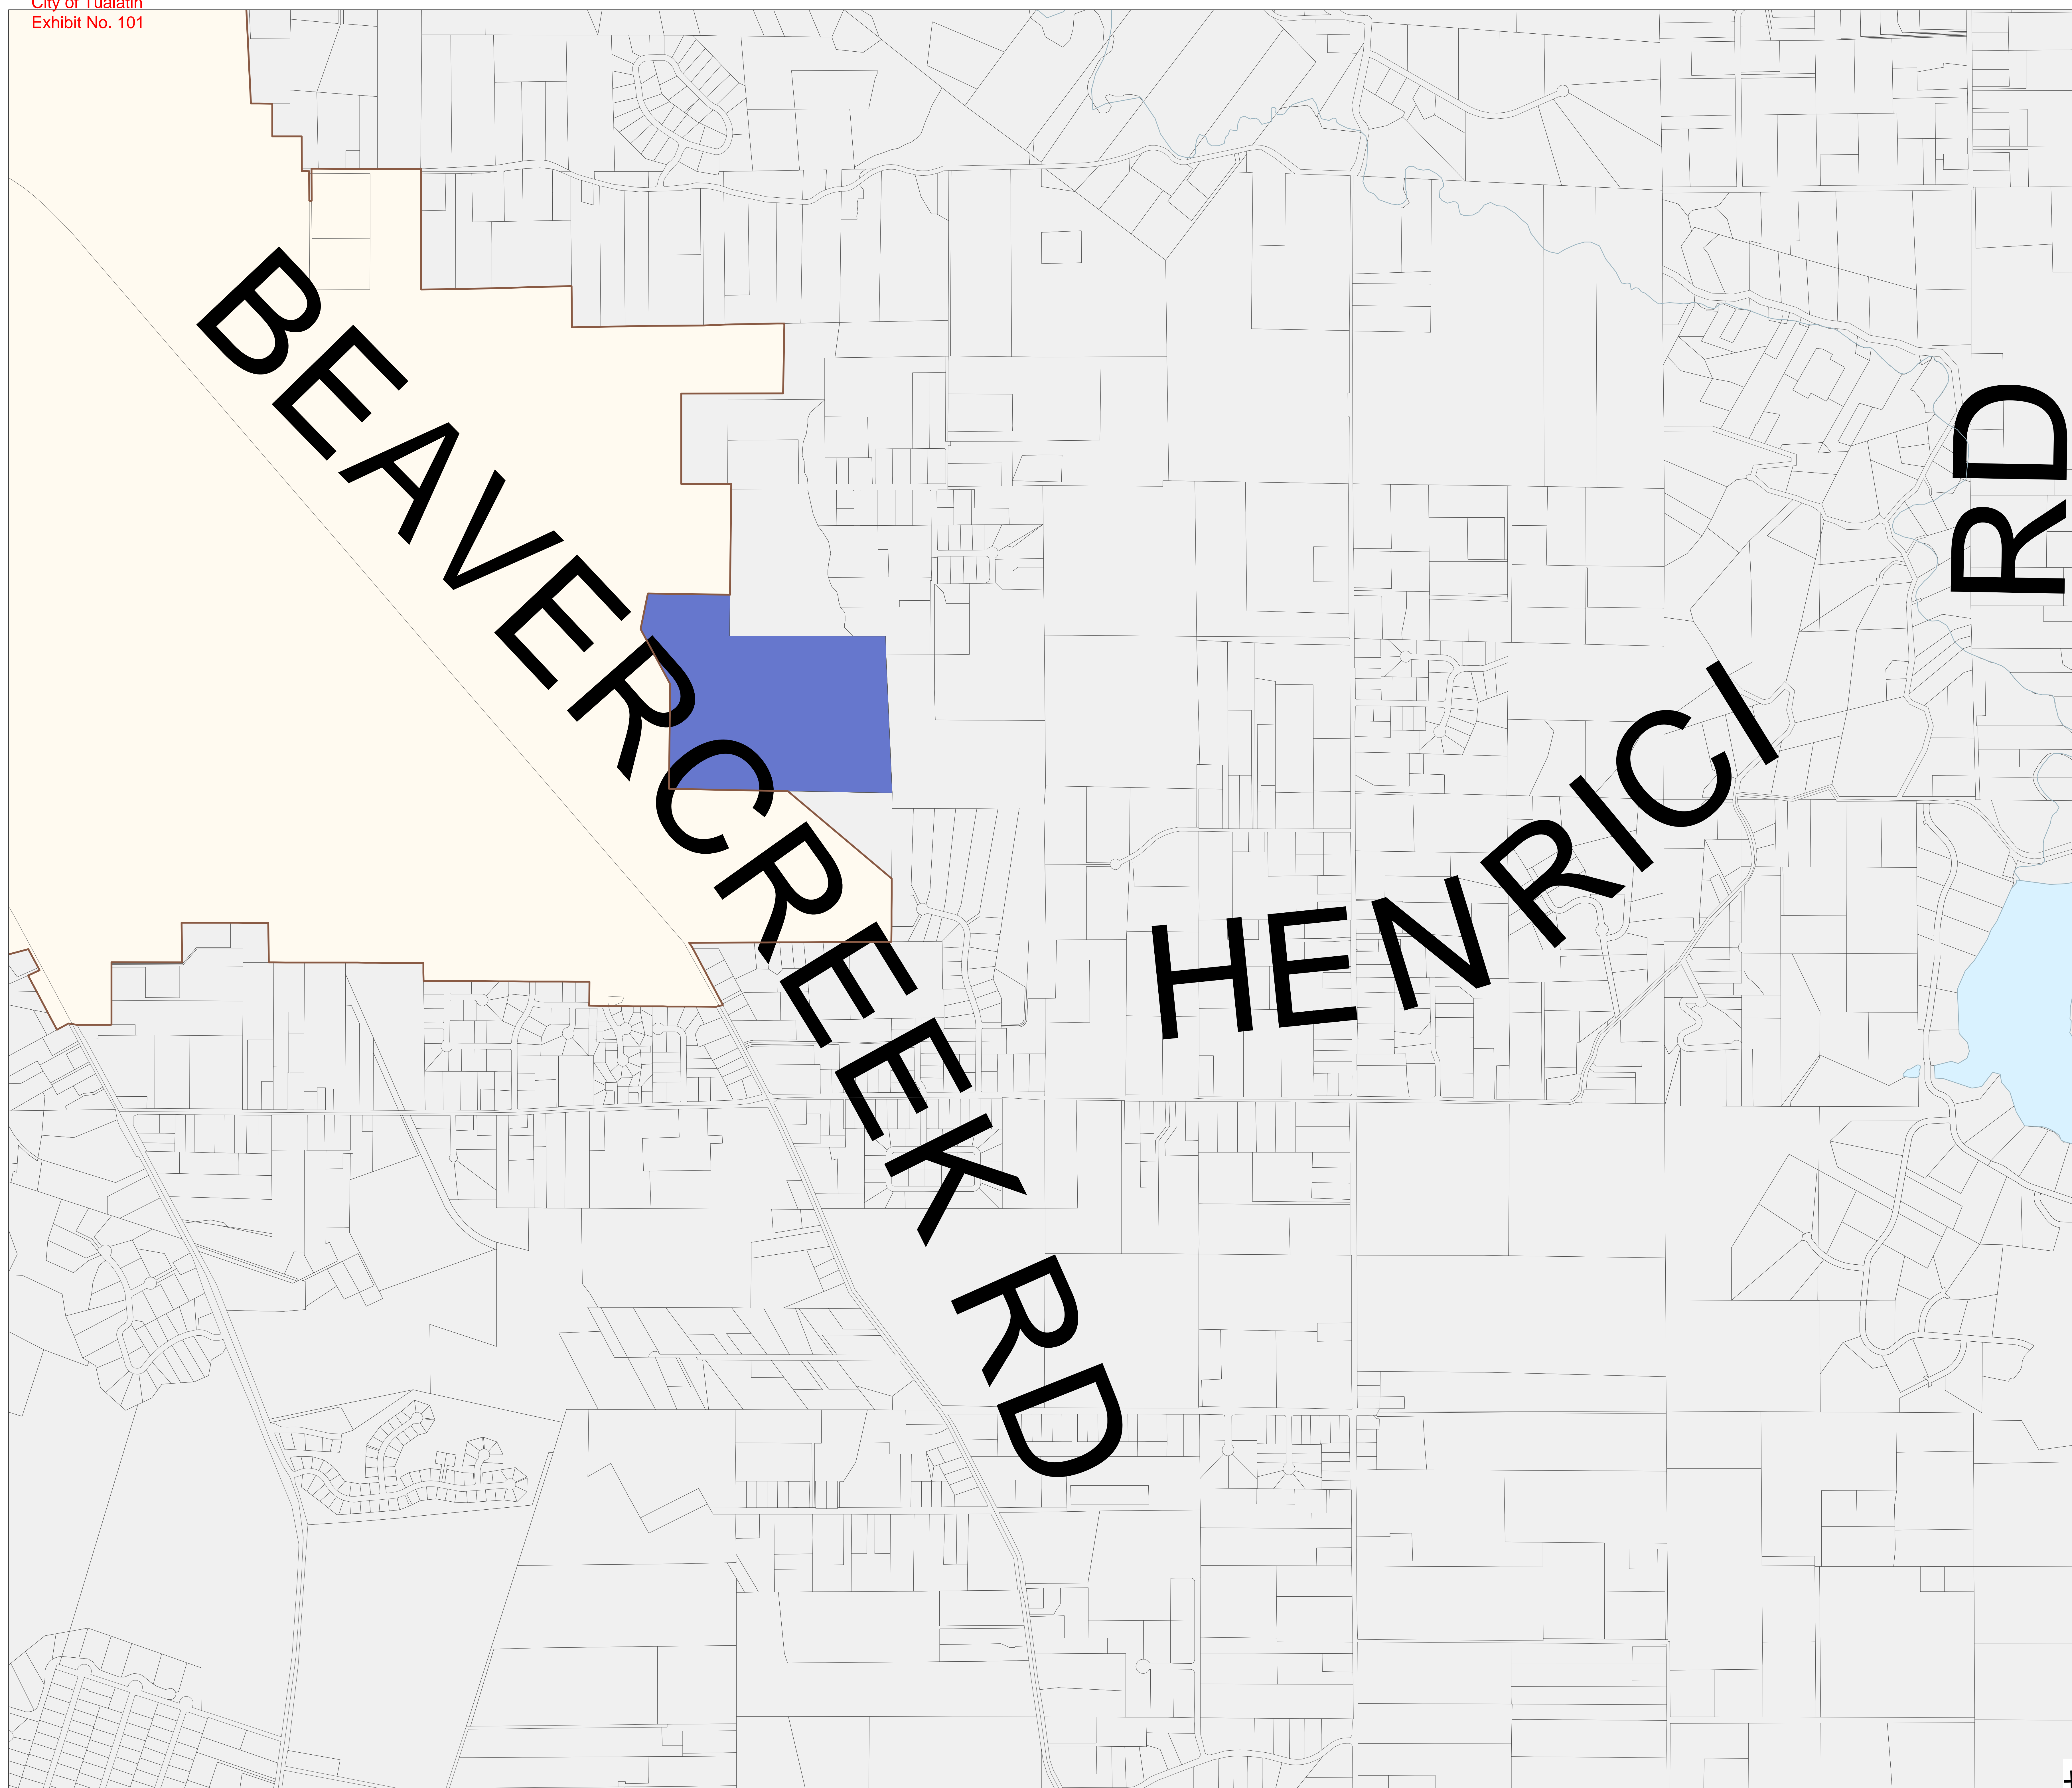 City of Tualatin
Exhibit No. 101
BEAVERCREEK RD
HENRICI
RD